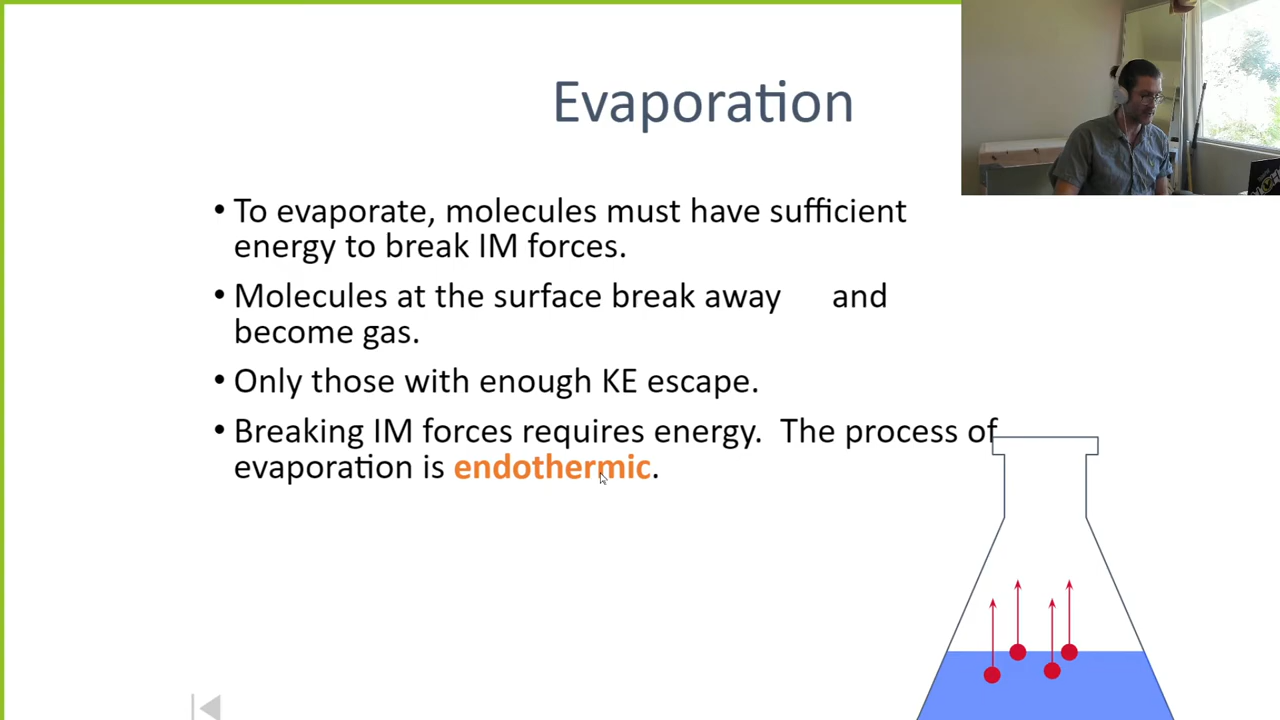 Evaporation
• To evaporate, molecules must have sufficient
energy to break IM forces.
• Molecules at the surface break away and
become gas.
• Only those with enough KE escape.
• Breaking IM forces requires energy. The process of
evaporation is endothermic.